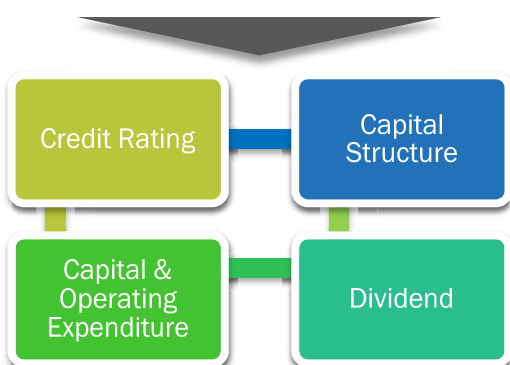 Credit Rating
Capital
Structure
Capital &
Operating
Expenditure
Dividend